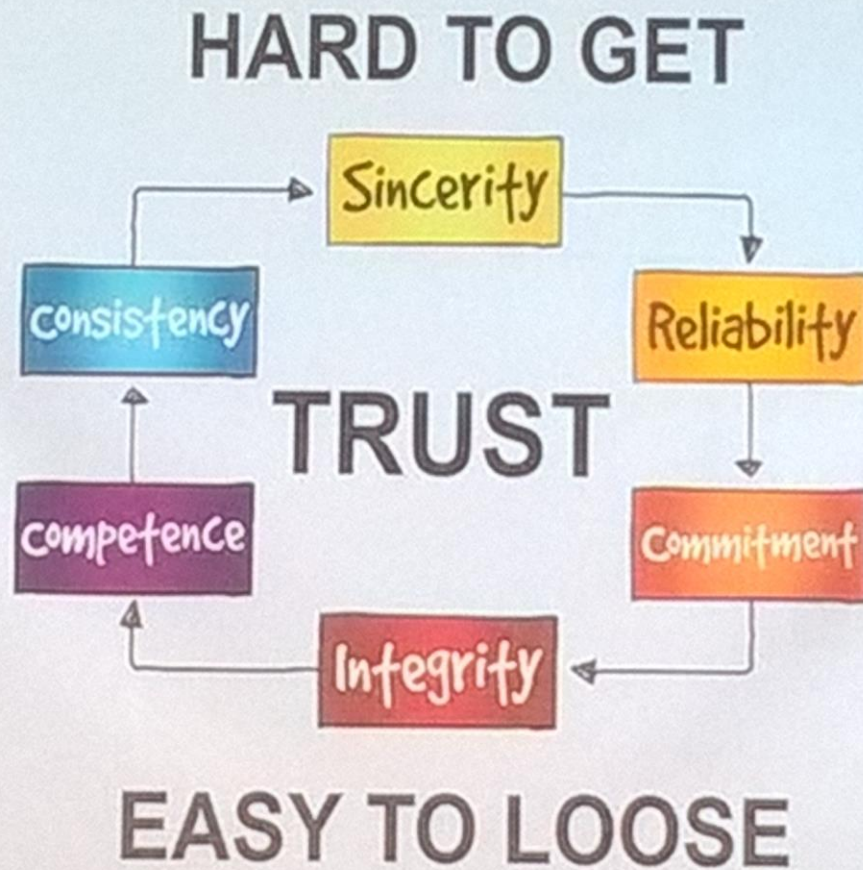 HARD TO GET
Sincerity
consistency
Reliability
TRUST
competence
Commitment
Integrity
EASY TO LOOSE